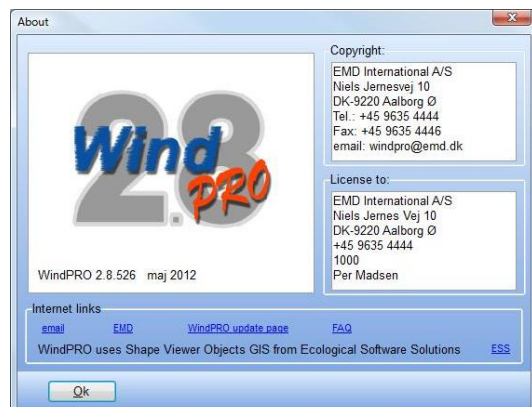 About
2.8
Wind
PRO
WindPRO 2.8.526 maj 2012
Copyright:
EMD International A/S
Niels Jernesvej 10
DK-9220 Aalborg Ø
Tel.: +45 9635 4444
Fax: +45 9635 4446
email: windpro@emd.dk
License to:
EMD International A/S
Niels Jernes Vej 10
DK-9220 Aalborg Ø
+45 9635 4444
1000
Per Madsen
Internet links
email EMD WindPRO update page FAQ
WindPRO uses Shape Viewer Objects GIS from Ecological Software Solutions ESS
Ok